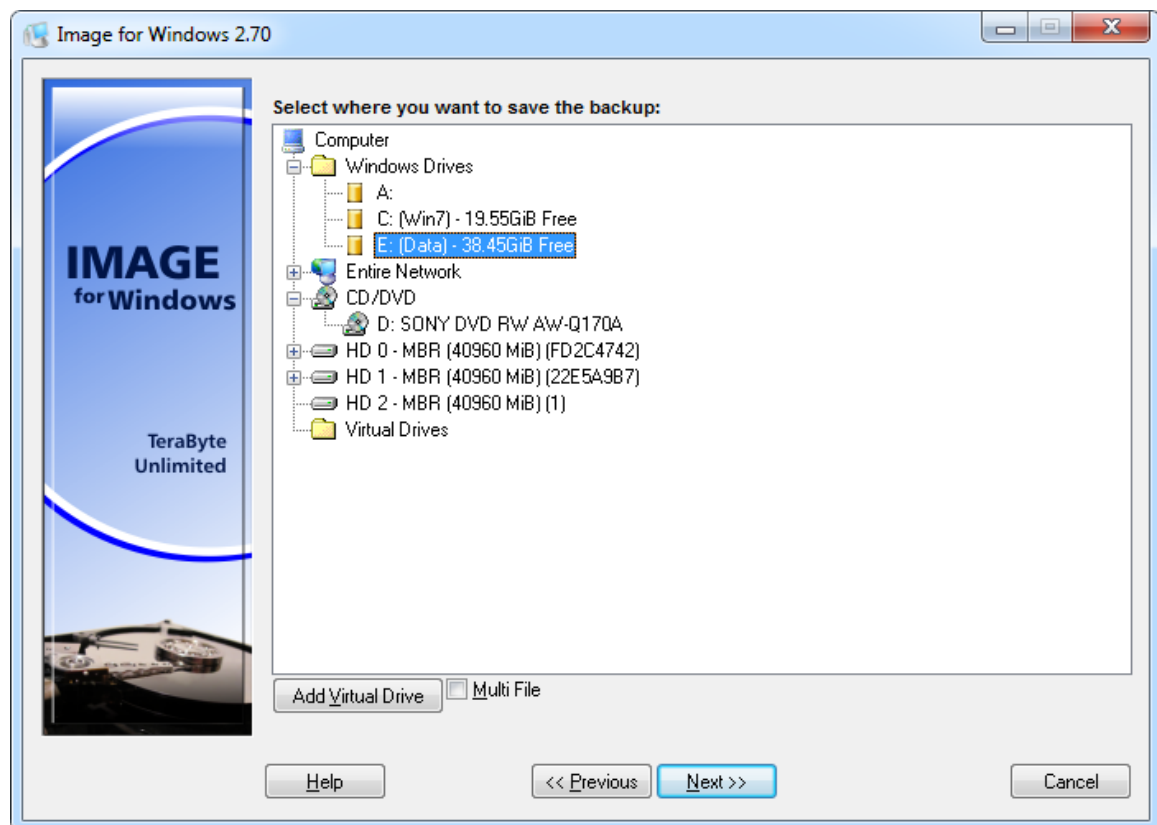 Image for Windows 2.70
IMAGE
for Windows
TeraByte
Unlimited
Select where you want to save the backup:
Computer
Windows Drives
A:
C: (Win7) - 19.55GiB Free
E: (Data) - 38.45GiB Free
Entire Network
CD/DVD
D: SONY DVD RW AW-Q170A
HD 0 - MBR (40960 MiB) (FD2C4742)
HD 1 - MBR (40960 MiB) (22E5A9B7)
HD 2 - MBR (40960 MiB) (1)
Virtual Drives
Add Virtual Drive Multi File
Help << Previous Next >> Cancel